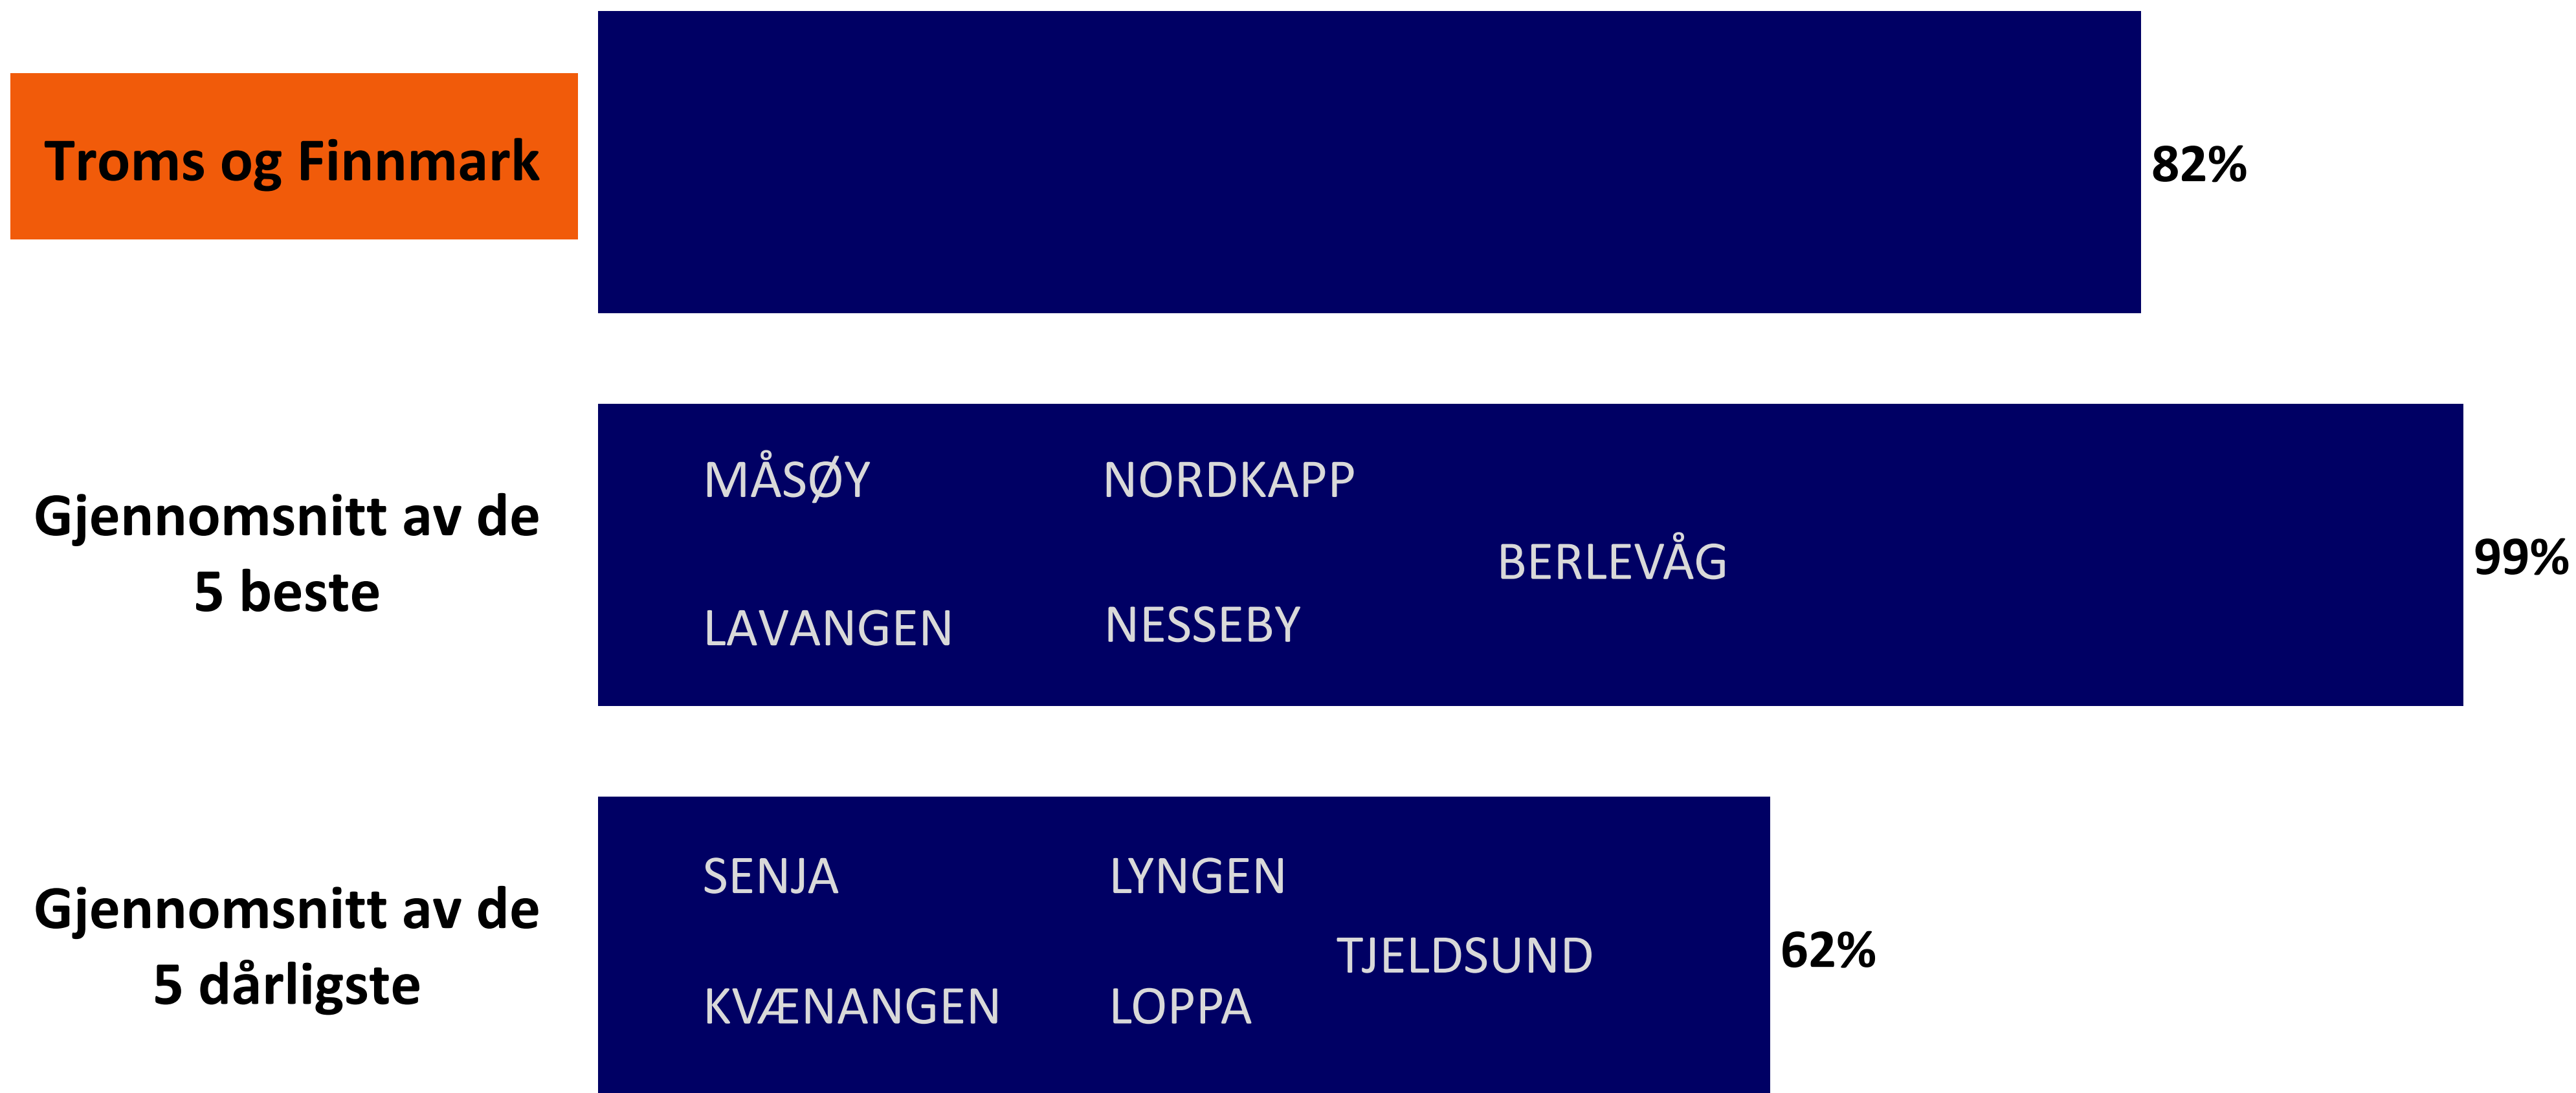 Troms og Finnmark
82%
Gjennomsnitt av de
5 beste
MÅSØY
NORDKAPP
BERLEVÅG
LAVANGEN
NESSEBY
99%
Gjennomsnitt av de
5 dårligste
SENJA
LYNGEN
TJELDSUND
KVÆNANGEN
LOPPA
62%